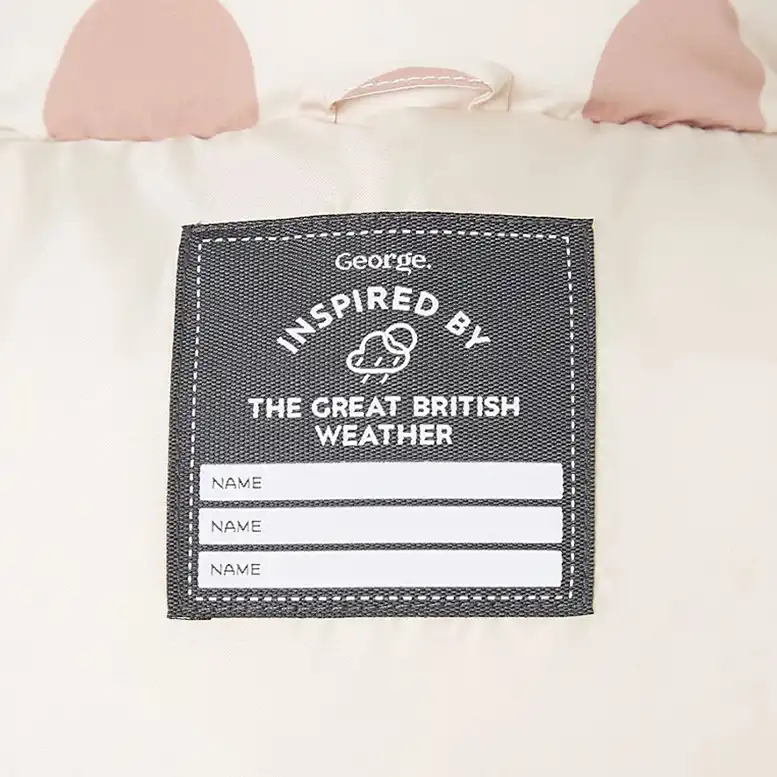 George.
INSPIRED BY
THE GREAT BRITISH
WEATHER
NAME
NAME
NAME